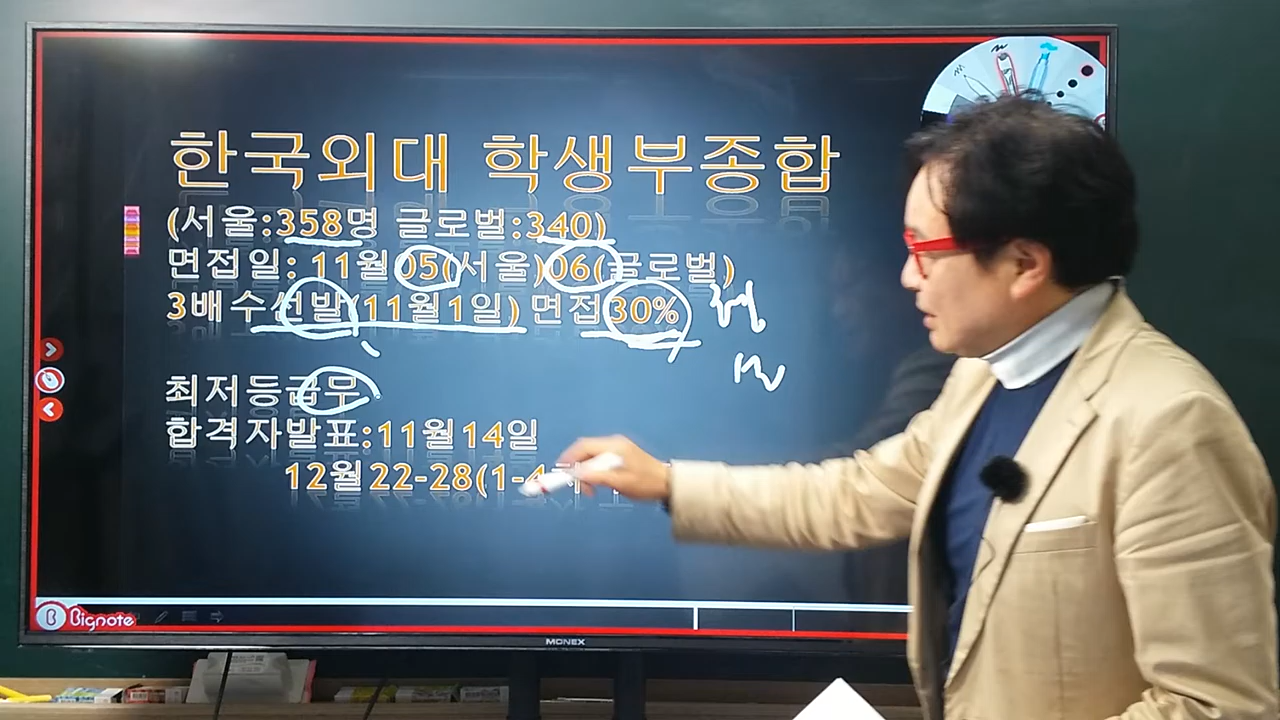 한국외대 학생부종합
(서울:358명 글로벌:340)
면접일: 11월05(서울)06(글로벌)
3배수선발(11월1일) 면접30%
최저등급무
합격자발표:11월14일
12월22-28(1-4
Bignote
MONEX